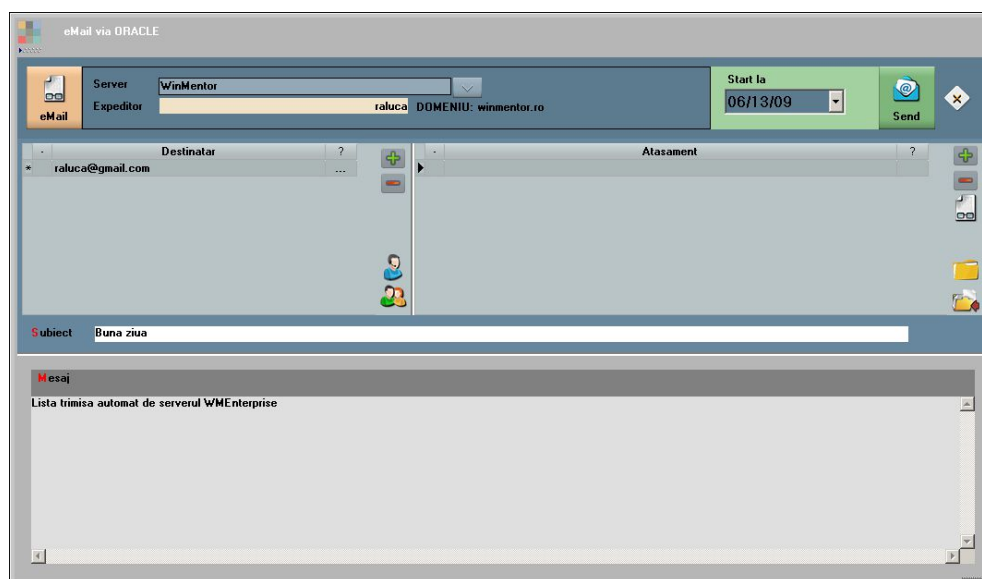 eMail via ORACLE
Server WinMentor
Start la
Expeditor raluca DOMENIU: winmentor.ro
06/13/09
eMail
Send
- Destinatar ? - Atasament ?
* raluca@gmail.com ...
Subiect Buna ziua
Mesaj
Lista trimisa automat de serverul WMEnterprise